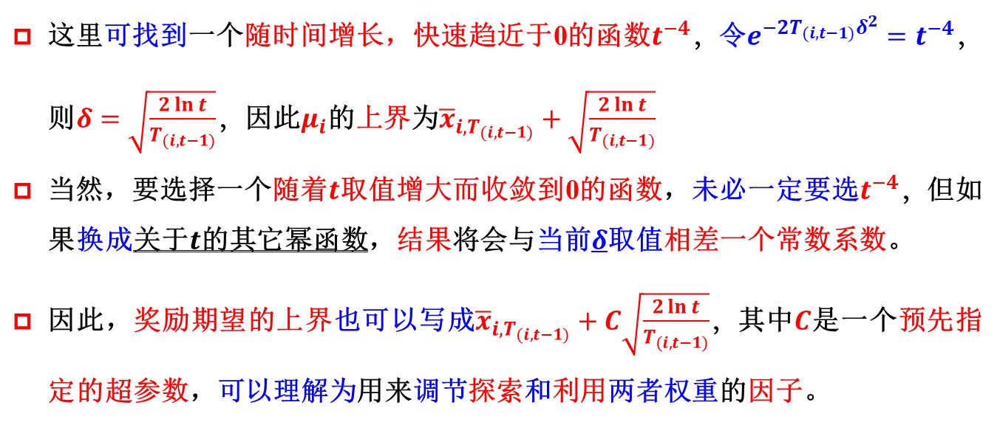 这里可找到一个随时间增长，快速趋近于0的函数$t^{-4}$，令$e^{-2T_{(i,t-1)}\delta^2} = t^{-4}$，
则$\delta = \sqrt{\frac{2 \ln t}{T_{(i,t-1)}}}$，因此$\mu_i$的上界为$\overline{x}_{i,T_{(i,t-1)}} + \sqrt{\frac{2 \ln t}{T_{(i,t-1)}}}$
当然，要选择一个随着$t$取值增大而收敛到0的函数，未必一定要选$t^{-4}$，但如
果换成关于$t$的其它幂函数，结果将会与当前$\delta$取值相差一个常数系数。
因此，奖励期望的上界也可以写成$\overline{x}_{i,T_{(i,t-1)}} + C\sqrt{\frac{2 \ln t}{T_{(i,t-1)}}}$，其中$C$是一个预先指
定的超参数，可以理解为用来调节探索和利用两者权重的因子。